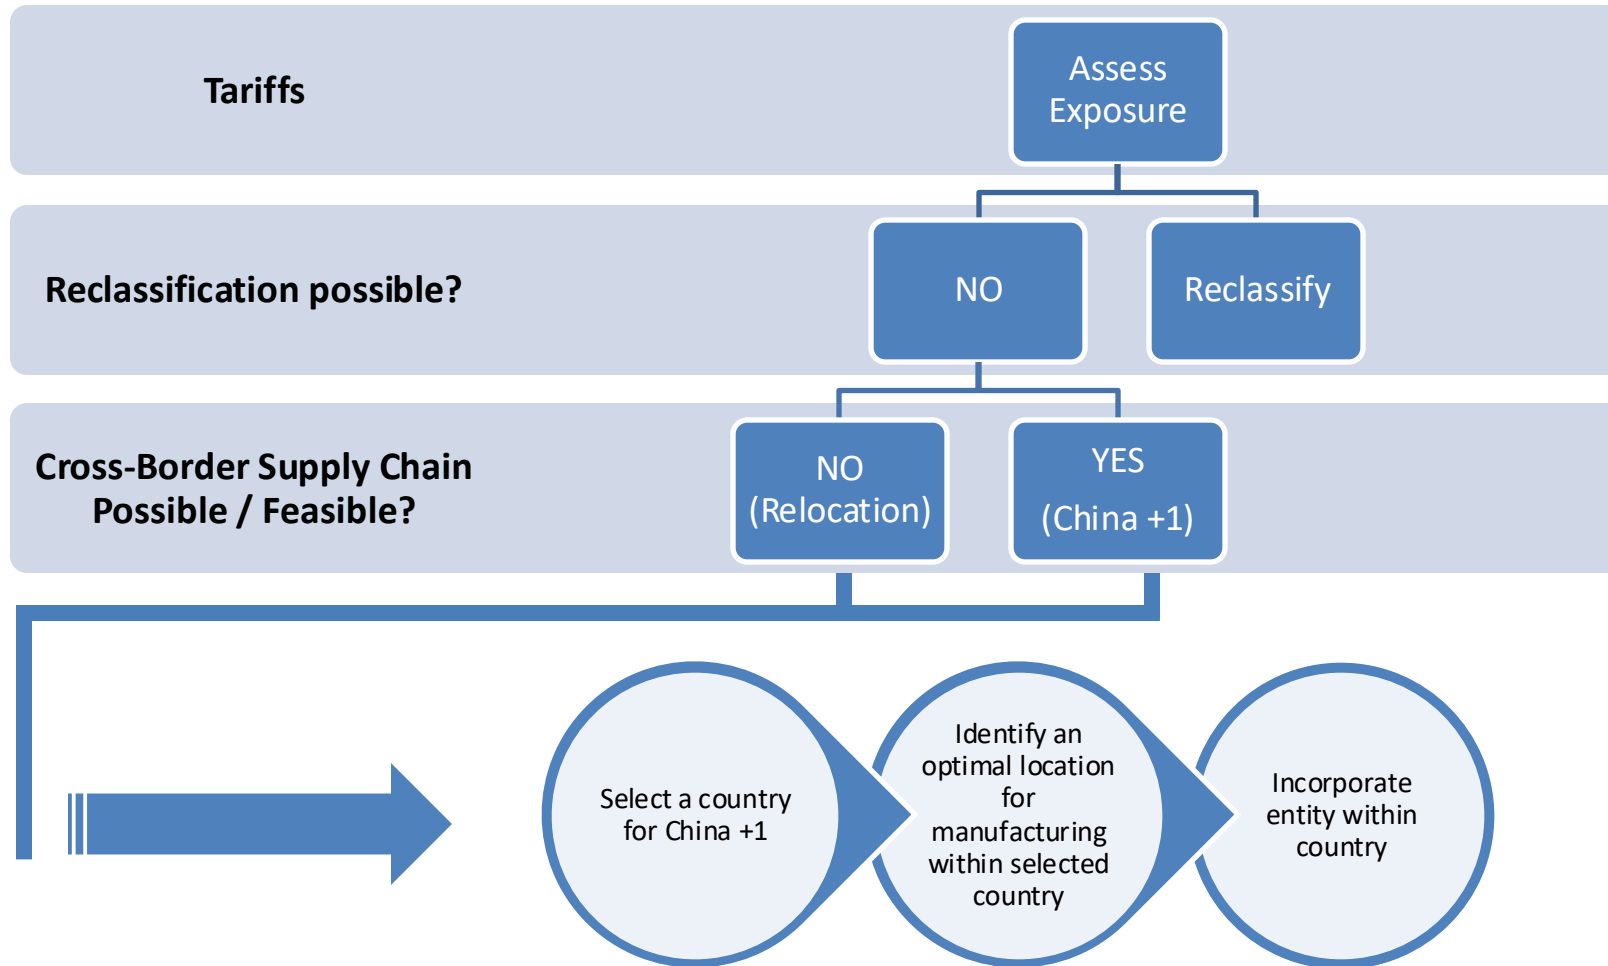 Tariffs
Assess
Exposure
Reclassification possible?
NO
Reclassify
Cross-Border Supply Chain
Possible / Feasible?
NO
(Relocation)
YES
(China +1)
Select a country
for China +1
Identify an
optimal location
for
manufacturing
within selected
country
Incorporate
entity within
country